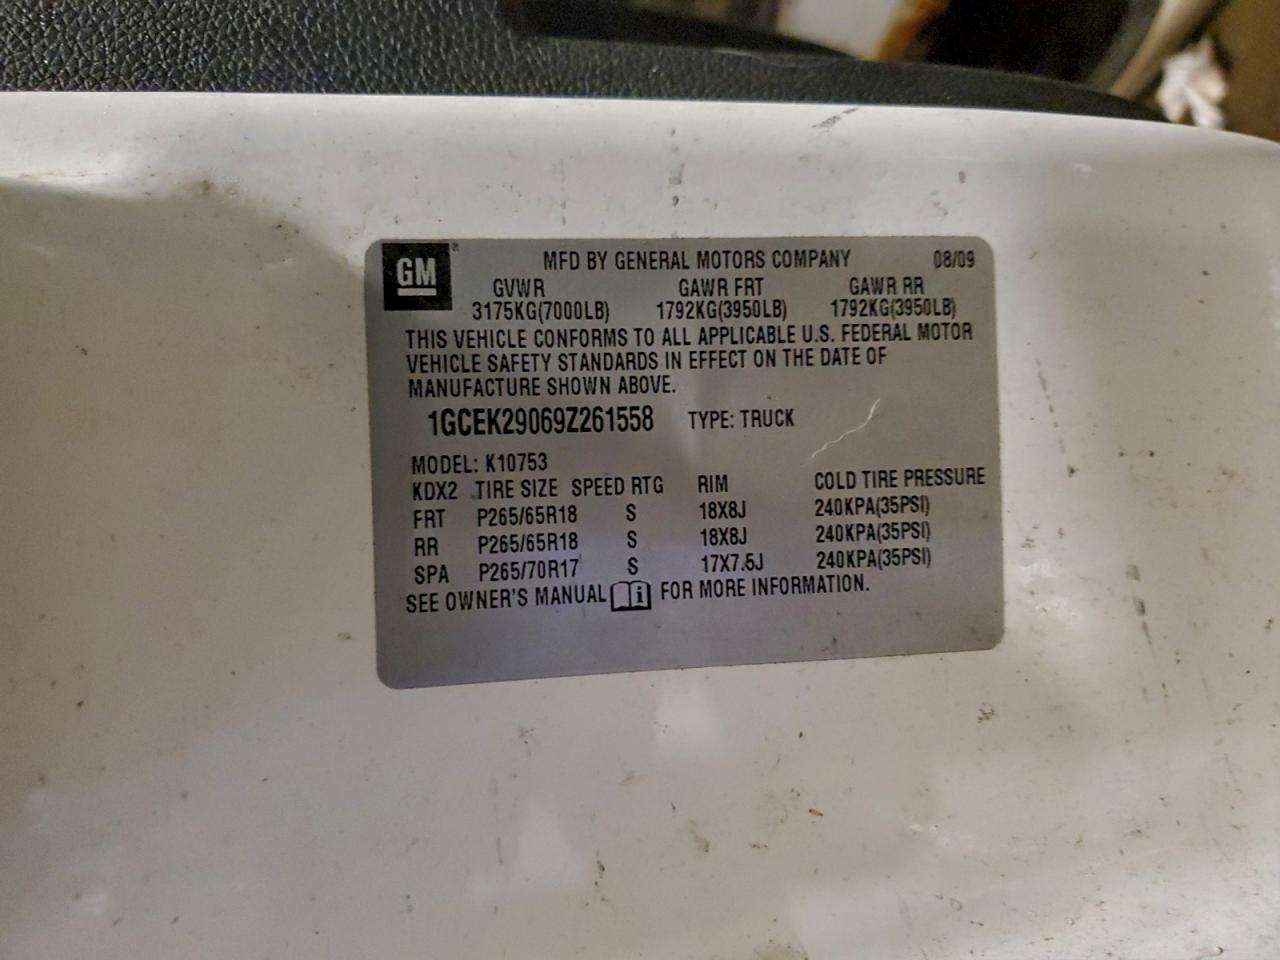 GM ®
MFD BY GENERAL MOTORS COMPANY 08/09
GVWR GAWR FRT GAWR RR
3175KG(7000LB) 1792KG(3950LB) 1792KG(3950LB)
THIS VEHICLE CONFORMS TO ALL APPLICABLE U.S. FEDERAL MOTOR
VEHICLE SAFETY STANDARDS IN EFFECT ON THE DATE OF
MANUFACTURE SHOWN ABOVE.
1GCEK29069Z261558 TYPE: TRUCK
MODEL: K10753
KDX2 TIRE SIZE SPEED RTG RIM COLD TIRE PRESSURE
FRT P265/65R18 S 18X8J 240KPA(35PSI)
RR P265/65R18 S 18X8J 240KPA(35PSI)
SPA P265/70R17 S 17X7.5J 240KPA(35PSI)
SEE OWNER'S MANUAL i FOR MORE INFORMATION.